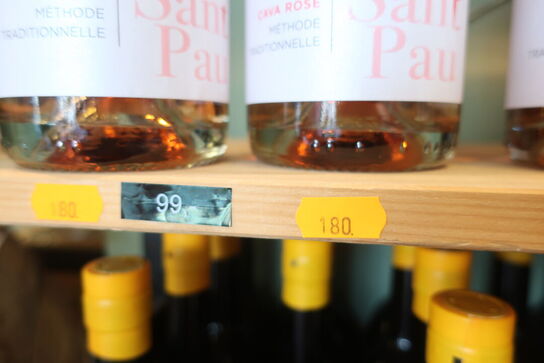 MÉTHODE
TRADITIONNELLE
Sant
Pau
CAVA ROSÉ
MÉTHODE
TRADITIONNELLE
Sant
Pau
180.
99
180.